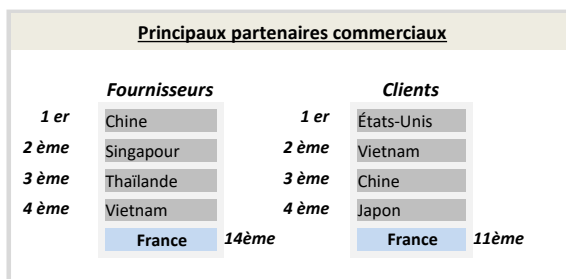 Principaux partenaires commerciaux
Fournisseurs Clients
1 er Chine 1 er États-Unis
2 ème Singapour 2 ème Vietnam
3 ème Thaïlande 3 ème Chine
4 ème Vietnam 4 ème Japon
France 14ème France 11ème